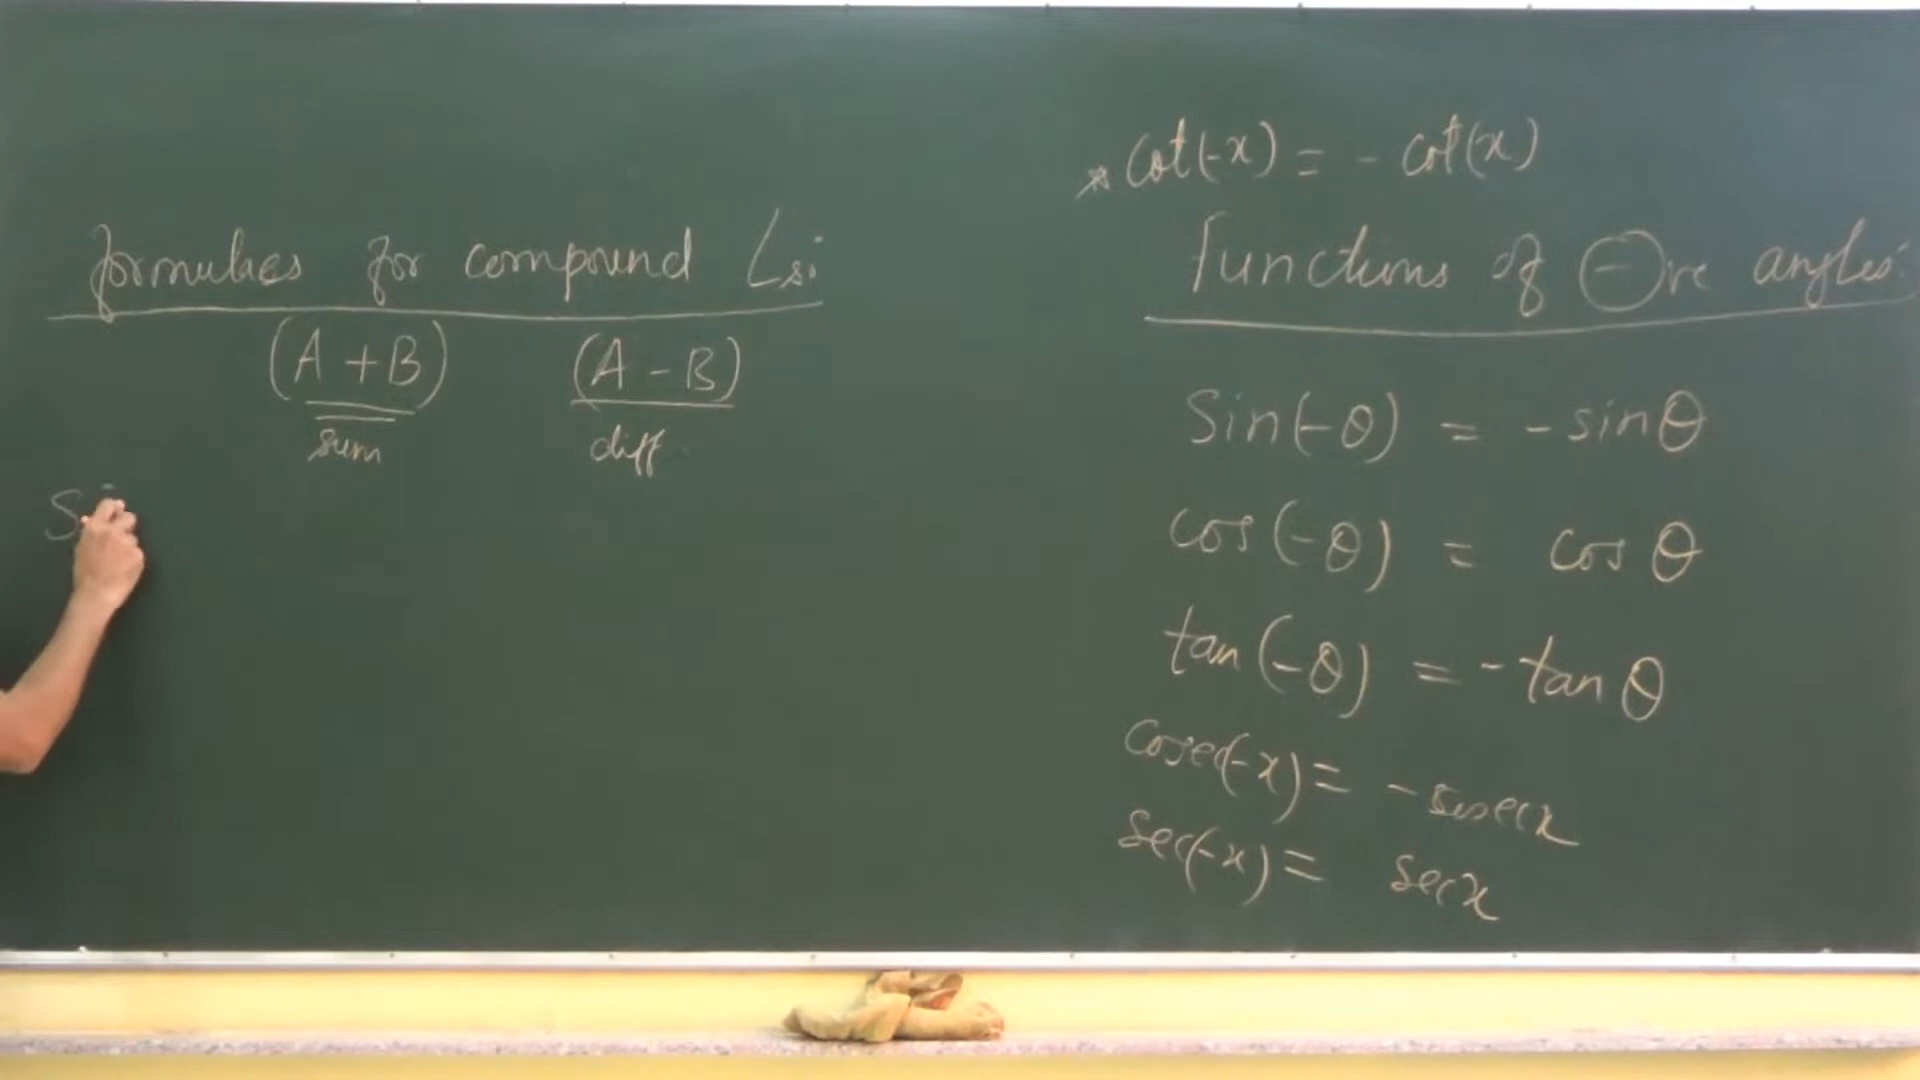 formulaes for compound ∠s:
(A + B) (A - B)
sum diff.
S
* cot(-x) = - cot(x)
functions of ⊖ve angles:
Sin(-θ) = - sinθ
cos(-θ) = cos θ
tan(-θ) = - tan θ
cosec(-x) = - cosecx
sec(-x) = secx